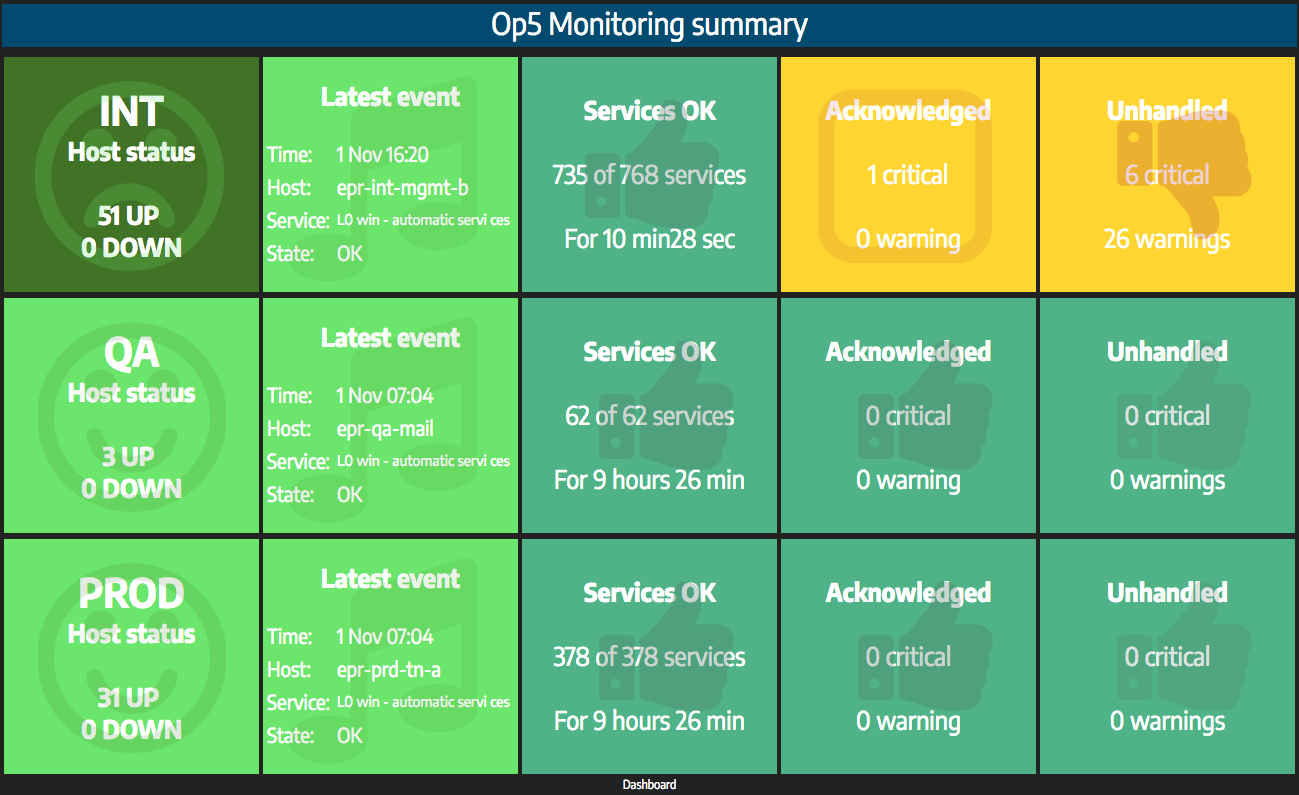 Op5 Monitoring summary
INT
Host status
51 UP
0 DOWN
Latest event
Time: 1 Nov 16:20
Host: epr-int-mgmt-b
Service: L0 win - automatic servi ces
State: OK
Services OK
735 of 768 services
For 10 min28 sec
Acknowledged
1 critical
0 warning
Unhandled
6 critical
26 warnings
QA
Host status
3 UP
0 DOWN
Latest event
Time: 1 Nov 07:04
Host: epr-qa-mail
Service: L0 win - automatic servi ces
State: OK
Services OK
62 of 62 services
For 9 hours 26 min
Acknowledged
0 critical
0 warning
Unhandled
0 critical
0 warnings
PROD
Host status
31 UP
0 DOWN
Latest event
Time: 1 Nov 07:04
Host: epr-prd-tn-a
Service: L0 win - automatic servi ces
State: OK
Services OK
378 of 378 services
For 9 hours 26 min
Acknowledged
0 critical
0 warning
Unhandled
0 critical
0 warnings
Dashboard